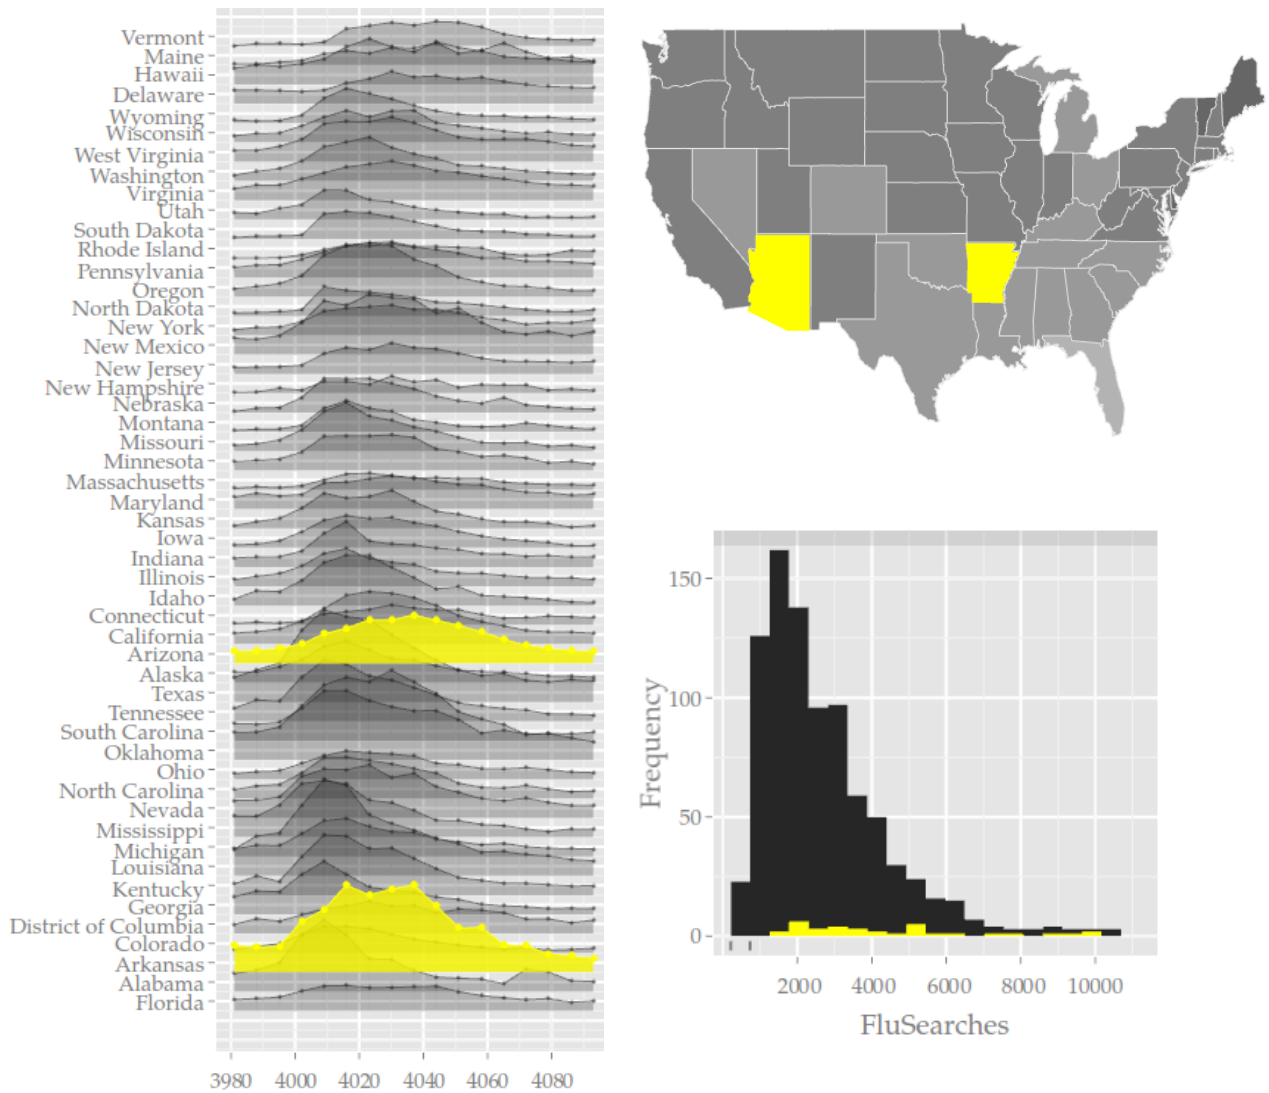 Vermont
Maine
Hawaii
Delaware
Wyoming
Wisconsin
West Virginia
Washington
Virginia
Utah
South Dakota
Rhode Island
Pennsylvania
Oregon
North Dakota
New York
New Mexico
New Jersey
New Hampshire
Nebraska
Montana
Missouri
Minnesota
Massachusetts
Maryland
Kansas
Iowa
Indiana
Illinois
Idaho
Connecticut
California
Arizona
Alaska
Texas
Tennessee
South Carolina
Oklahoma
Ohio
North Carolina
Nevada
Mississippi
Michigan
Louisiana
Kentucky
Georgia
District of Columbia
Colorado
Arkansas
Alabama
Florida
3980 4000 4020 4040 4060 4080
Frequency
150
100
50
0
2000 4000 6000 8000 10000
FluSearches